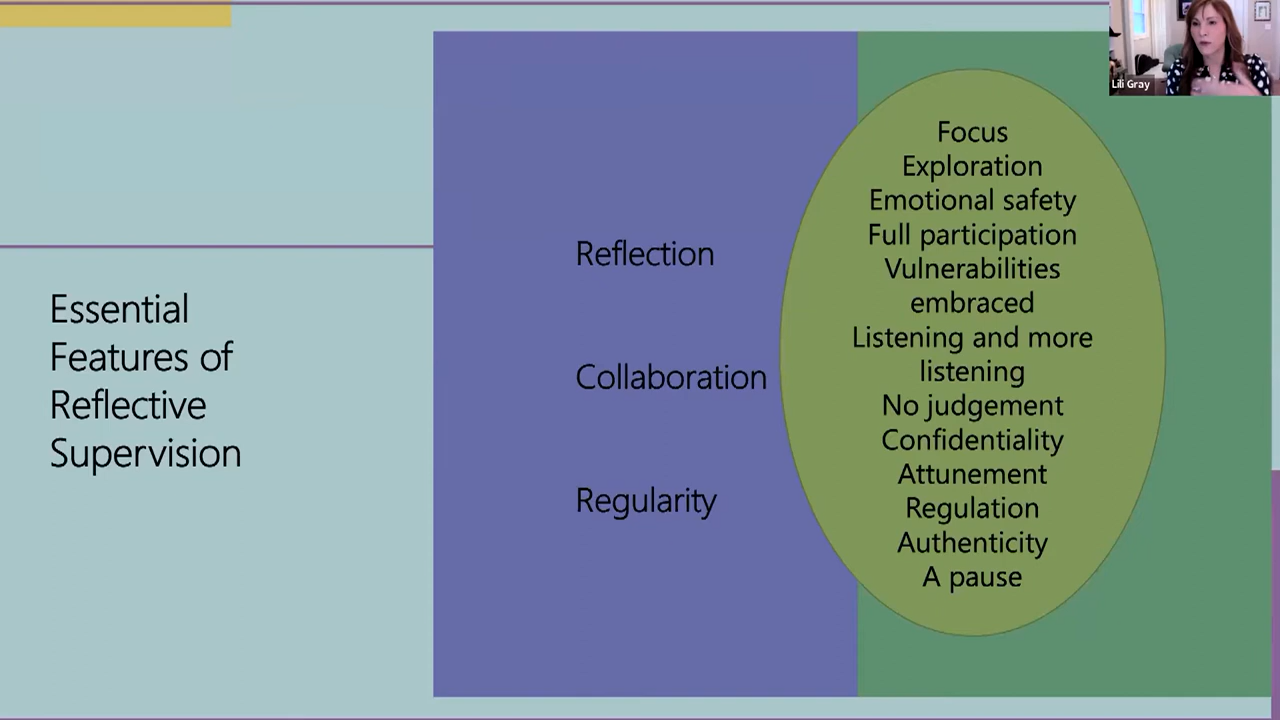 Lili Gray
Essential
Features of
Reflective
Supervision
Reflection
Collaboration
Regularity
Focus
Exploration
Emotional safety
Full participation
Vulnerabilities
embraced
Listening and more
listening
No judgement
Confidentiality
Attunement
Regulation
Authenticity
A pause